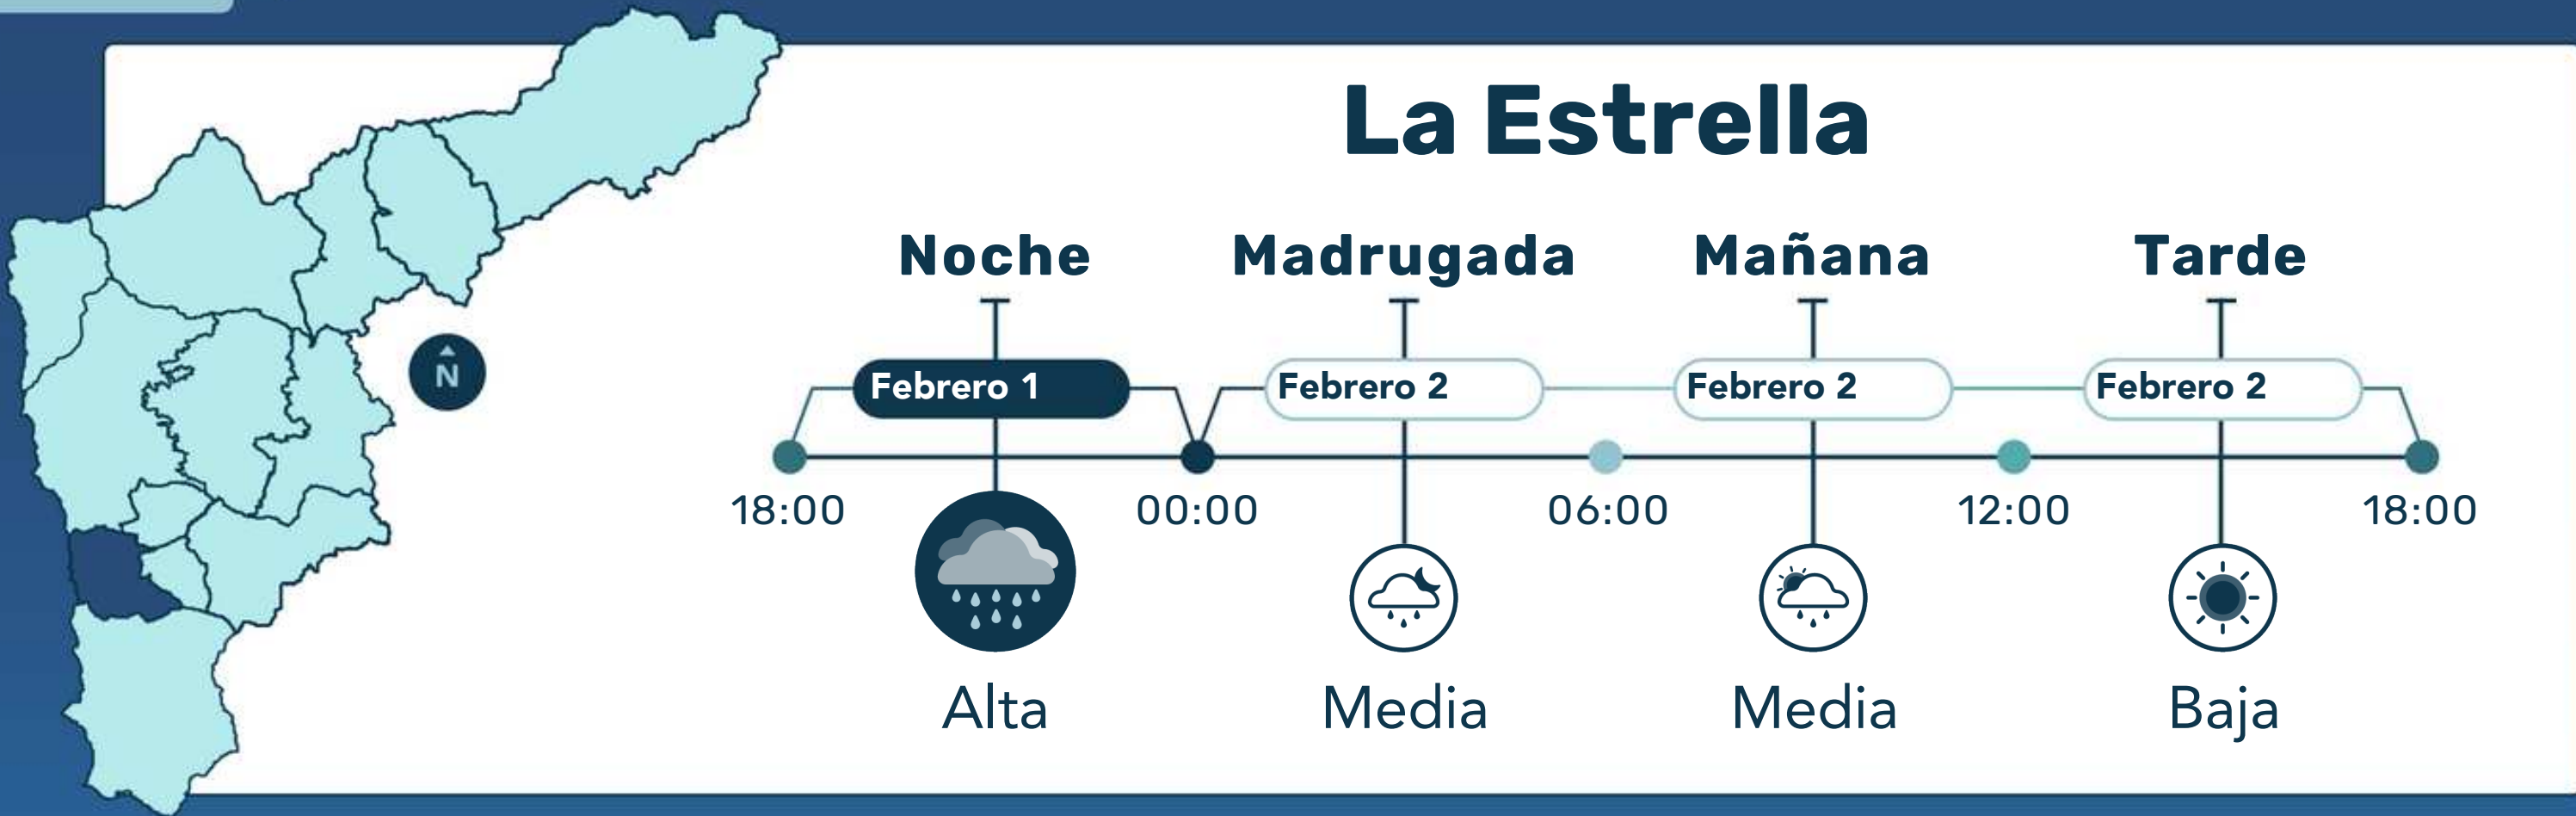 La Estrella
Noche Madrugada Mañana Tarde
N
Febrero 1 Febrero 2 Febrero 2 Febrero 2
18:00 00:00 06:00 12:00 18:00
Alta Media Media Baja